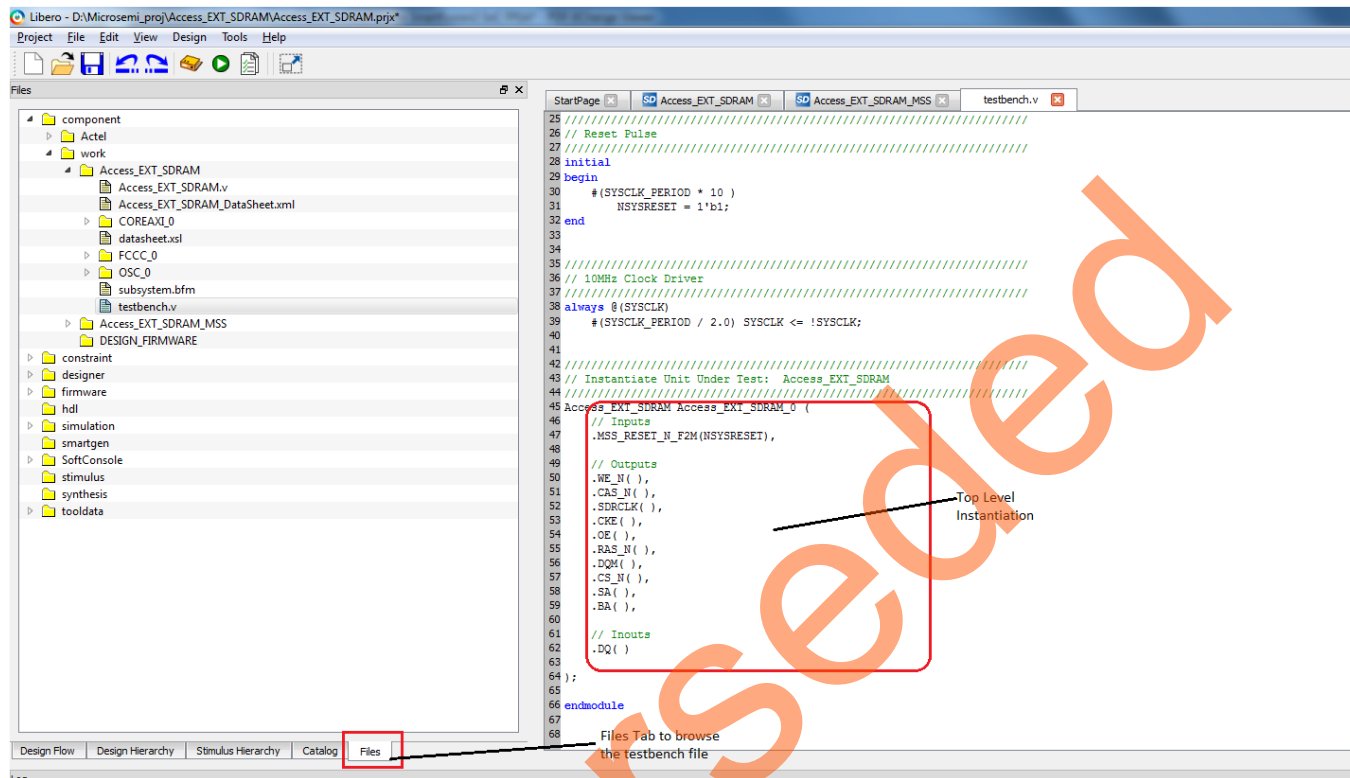 Libero - D:\Microsemi_proj\Access_EXT_SDRAM\Access_EXT_SDRAM.prjx*
Project File Edit View Design Tools Help
Files
component
Actel
work
Access_EXT_SDRAM
Access_EXT_SDRAM.v
Access_EXT_SDRAM_DataSheet.xml
COREAXI_0
datasheet.xsl
FCCC_0
OSC_0
subsystem.bfm
testbench.v
Access_EXT_SDRAM_MSS
DESIGN_FIRMWARE
constraint
designer
firmware
hdl
simulation
smartgen
SoftConsole
stimulus
synthesis
tooldata
Design Flow Design Hierarchy Stimulus Hierarchy Catalog Files
StartPage SD Access_EXT_SDRAM SD Access_EXT_SDRAM_MSS testbench.v
25 //////////////////////////////////////////////////////////////////////
26 // Reset Pulse
27 //////////////////////////////////////////////////////////////////////
28 initial
29 begin
30 #(SYSCLK_PERIOD * 10 )
31 NSYSRESET = 1'b1;
32 end
33
34
35 //////////////////////////////////////////////////////////////////////
36 // 10MHz Clock Driver
37 //////////////////////////////////////////////////////////////////////
38 always @(SYSCLK)
39 #(SYSCLK_PERIOD / 2.0) SYSCLK <= !SYSCLK;
40
41
42 //////////////////////////////////////////////////////////////////////
43 // Instantiate Unit Under Test: Access_EXT_SDRAM
44 //////////////////////////////////////////////////////////////////////
45 Access_EXT_SDRAM Access_EXT_SDRAM_0 (
46 // Inputs
47 .MSS_RESET_N_F2M(NSYSRESET),
48
49 // Outputs
50 .WE_N( ),
51 .CAS_N( ),
52 .SDRCLK( ),
53 .CKE( ),
54 .OE( ),
55 .RAS_N( ),
56 .DQM( ),
57 .CS_N( ),
58 .SA( ),
59 .BA( ),
60
61 // Inouts
62 .DQ( )
63
64 );
65
66 endmodule
67
68
Top Level
Instantiation
Files Tab to browse
the testbench file
rseded